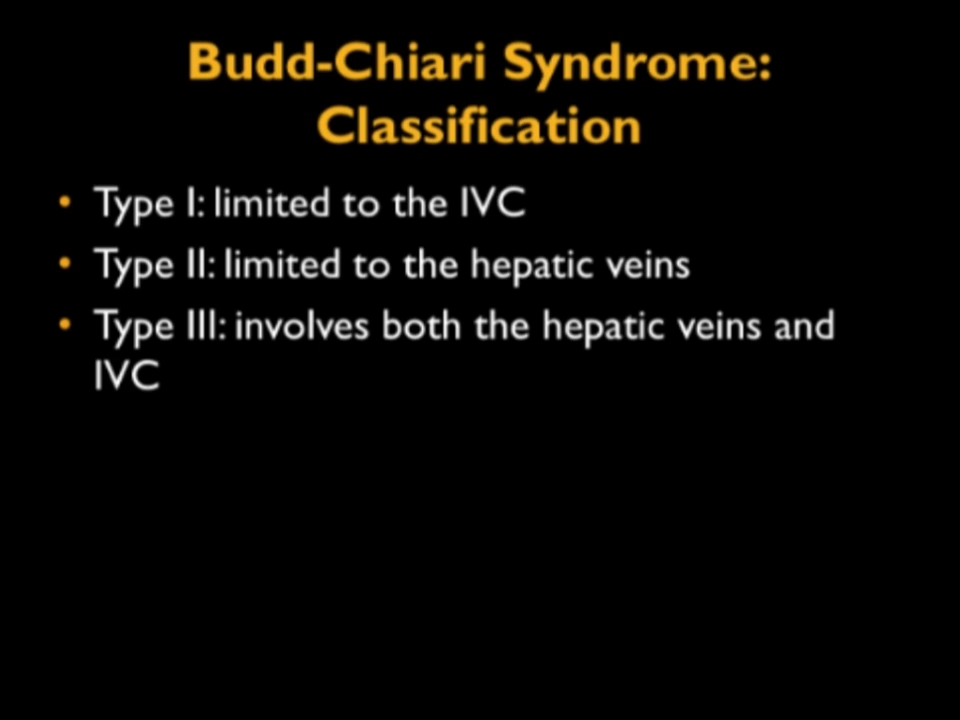 Budd-Chiari Syndrome:
Classification
• Type I: limited to the IVC
• Type II: limited to the hepatic veins
• Type III: involves both the hepatic veins and
IVC